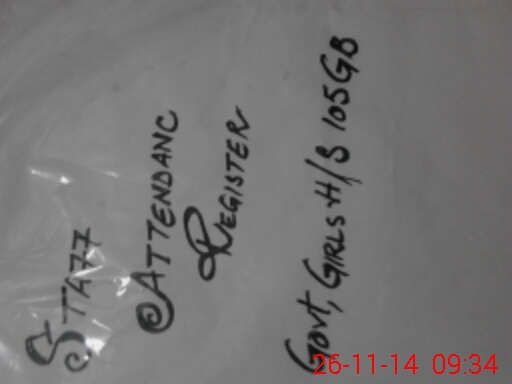 STAFF
ATTENDANC
REGISTER
GOVT, GIRLS H/S 105GB
26-11-14 09:34